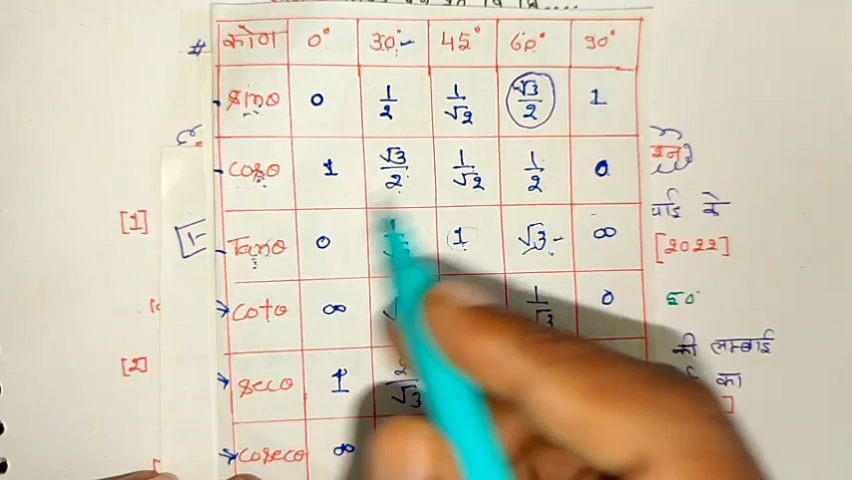 # कोण 0° 30° 45° 60° 90°
sinθ 0 1/2 1/√2 √3/2 1
cosθ 1 √3/2 1/√2 1/2 0
Tanθ 0 1 √3 ∞
cotθ ∞ 1/√3 0
secθ 1 2/√3
cosecθ ∞
[1]
[2]
[1-
पार्ड के
[2022]
60
की लम्बाई
का